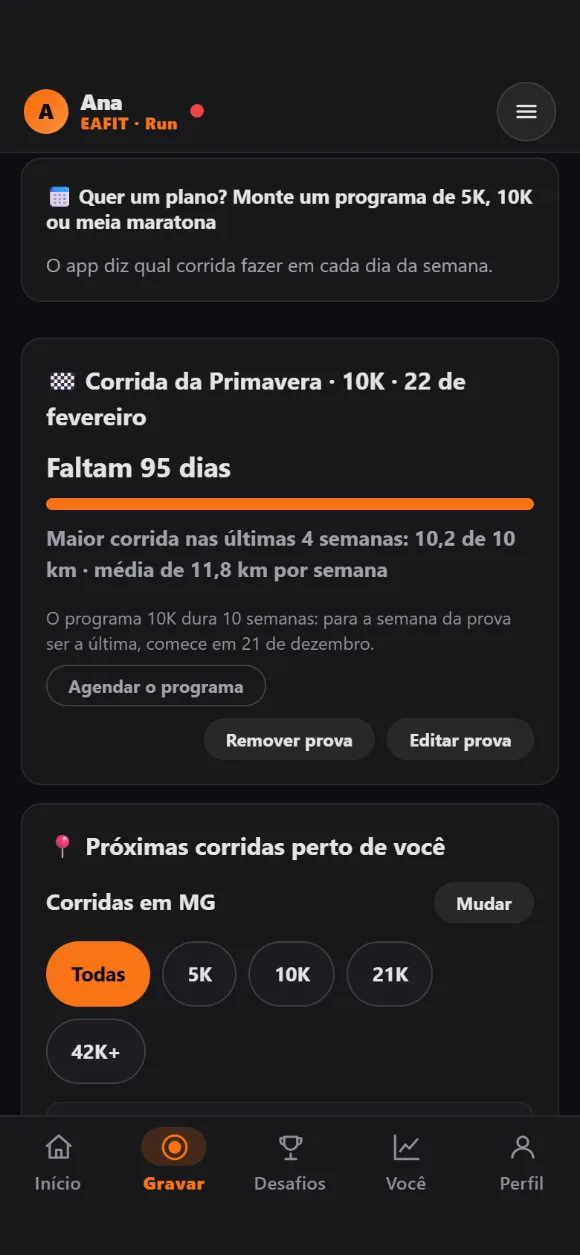 A
Ana
EAFIT · Run
Quer um plano? Monte um programa de 5K, 10K
ou meia maratona
O app diz qual corrida fazer em cada dia da semana.
Corrida da Primavera · 10K · 22 de
fevereiro
Faltam 95 dias
Maior corrida nas últimas 4 semanas: 10,2 de 10
km · média de 11,8 km por semana
O programa 10K dura 10 semanas: para a semana da prova
ser a última, comece em 21 de dezembro.
Agendar o programa
Remover prova
Editar prova
Próximas corridas perto de você
Corridas em MG
Mudar
Todas
5K
10K
21K
42K+
Início
Gravar
Desafios
Você
Perfil